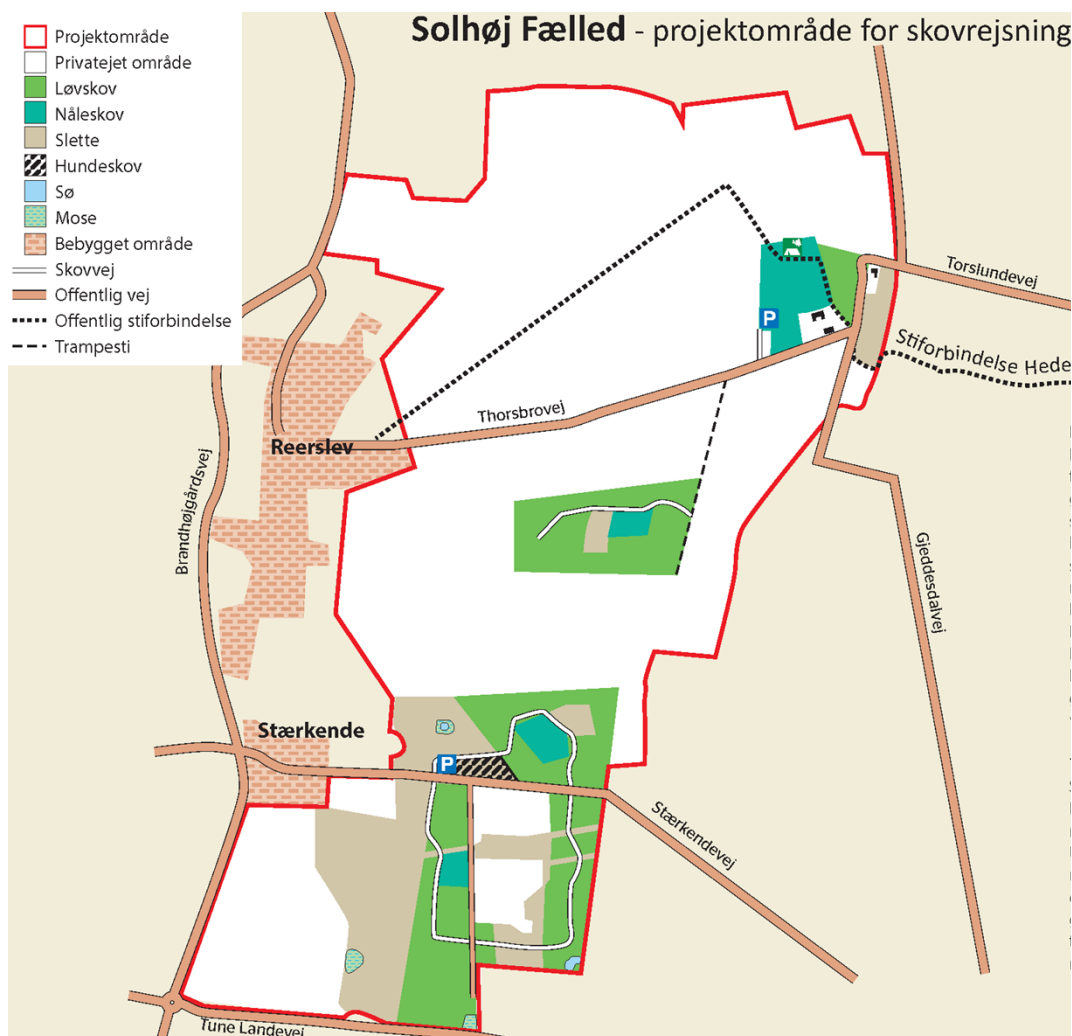 Solhøj Fælled - projektområde for skovrejsning
Projektområde
Privatejet område
Løvskov
Nåleskov
Slette
Hundeskov
Sø
Mose
Bebygget område
Skovvej
Offentlig vej
Offentlig stiforbindelse
Trampesti
Torslundevej
P
Stiforbindelse Hede
Thorsbrovej
Reerslev
Brandhøjgårdsvej
Gjeddesdalvej
Stærkende
P
Stærkendevej
Tune Landevej